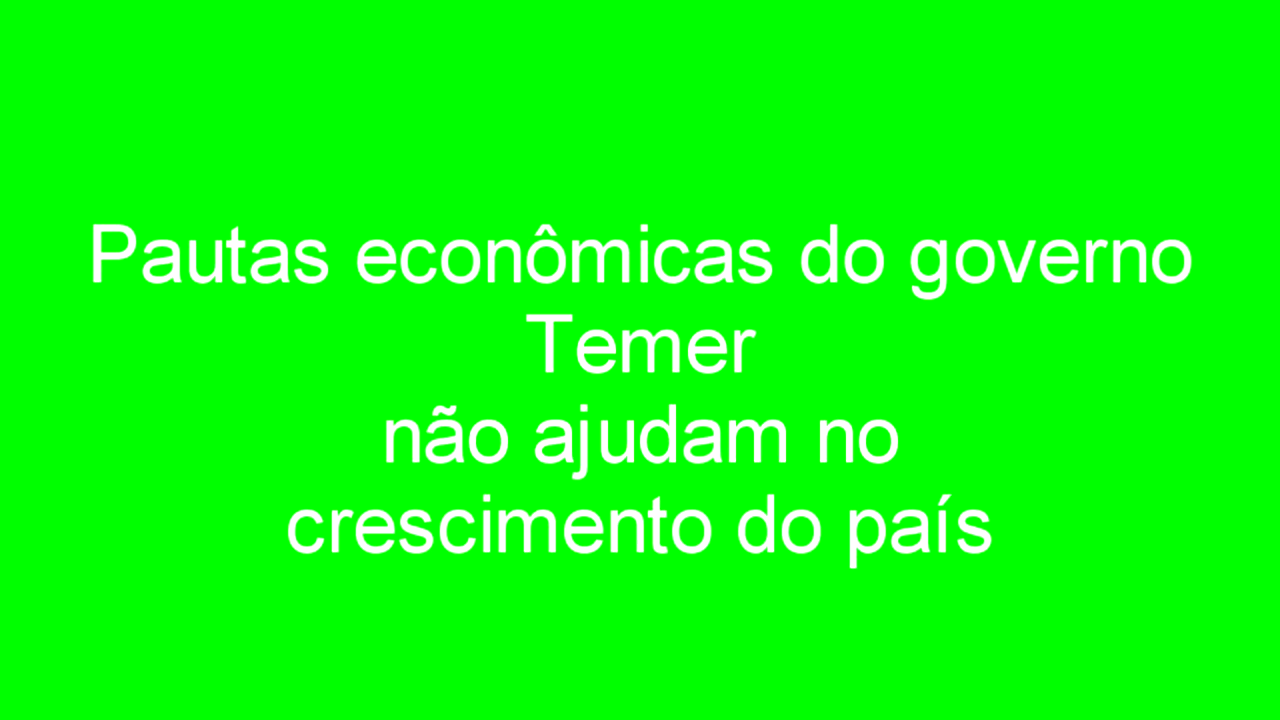 Pautas econômicas do governo
Temer
não ajudam no
crescimento do país